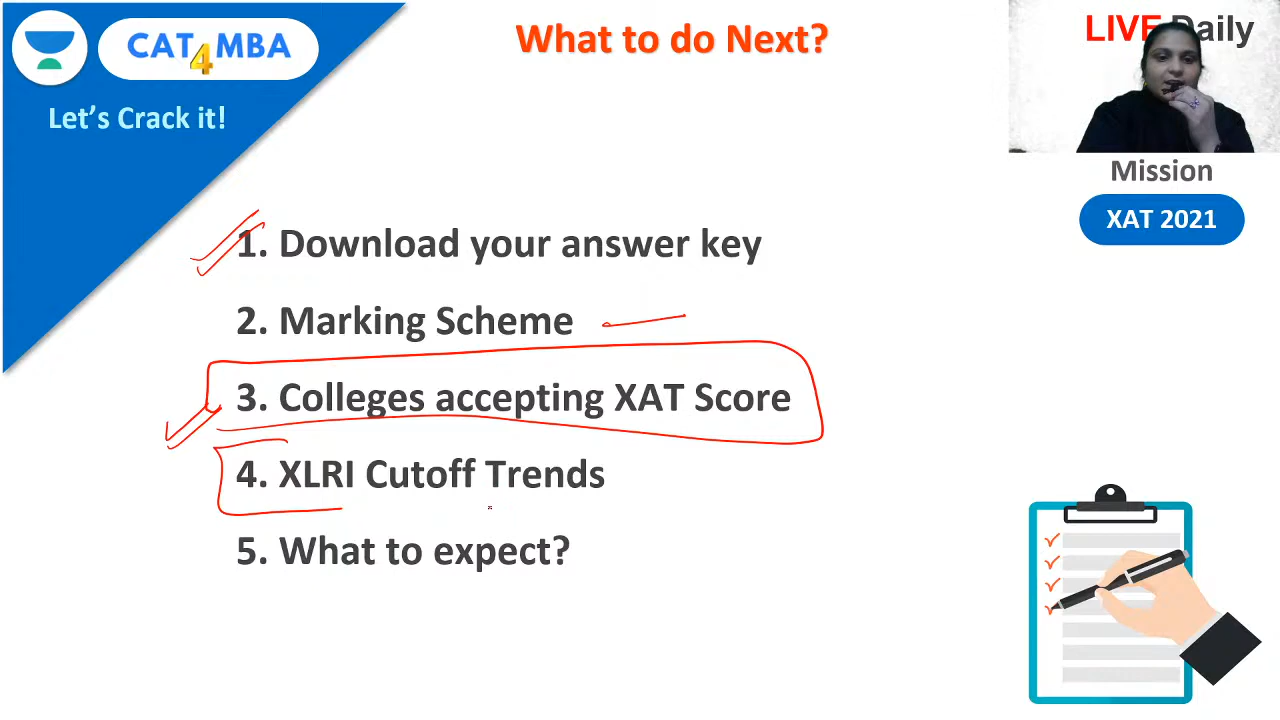 CAT4MBA
Let's Crack it!
What to do Next?
LIVE Daily
Mission
XAT 2021
1. Download your answer key
2. Marking Scheme
3. Colleges accepting XAT Score
4. XLRI Cutoff Trends
5. What to expect?